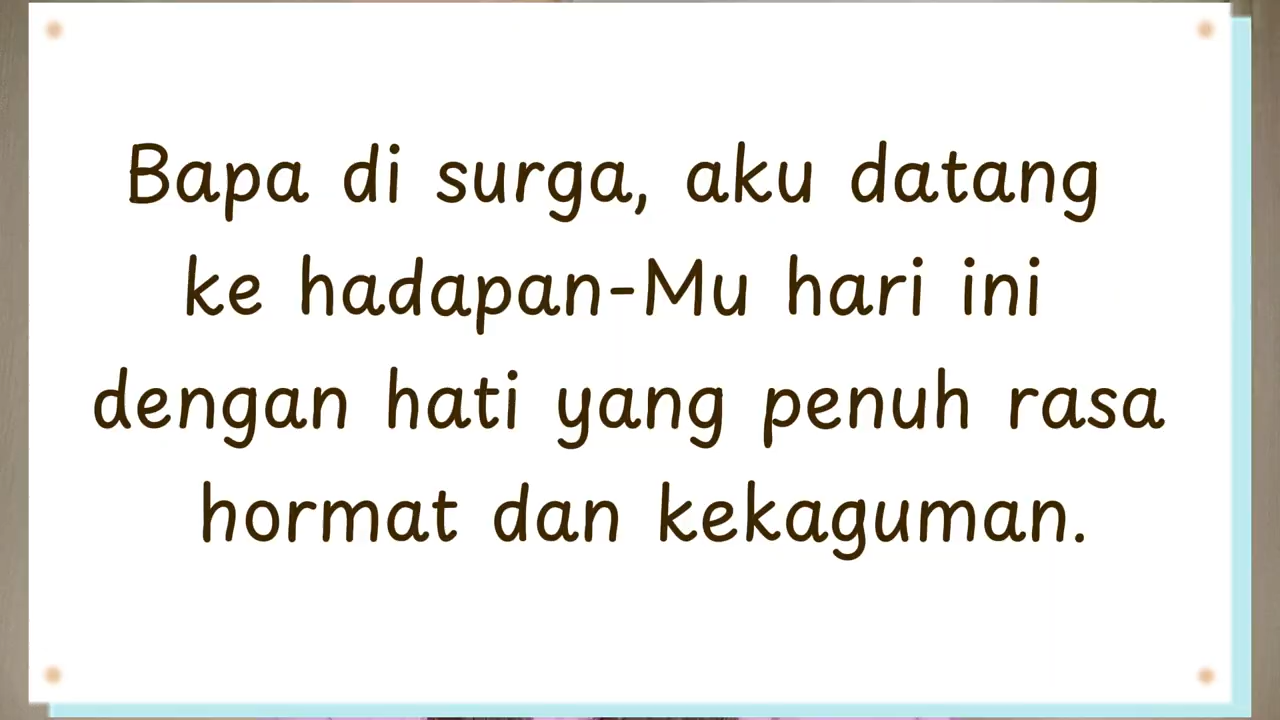 Bapa di surga, aku datang
ke hadapan-Mu hari ini
dengan hati yang penuh rasa
hormat dan kekaguman.